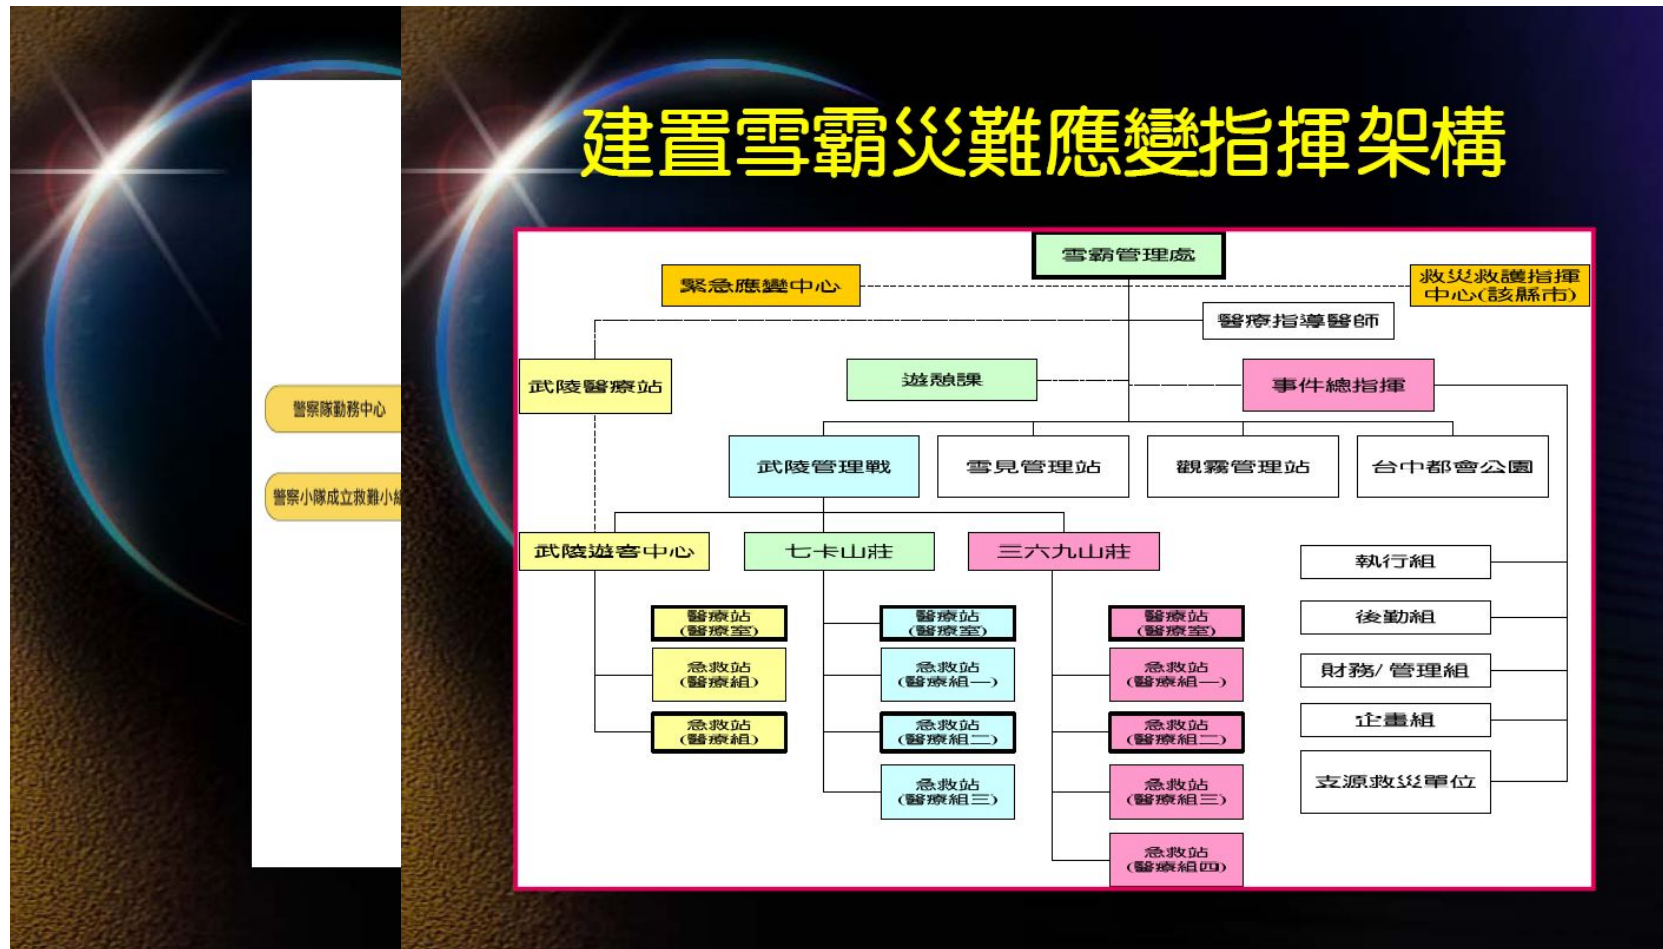 建置雪霸災難應變指揮架構
雪霸管理處
緊急應變中心
救災救護指揮
中心(該縣市)
醫療指導醫師
武陵醫療站
遊憩課
事件總指揮
武陵管理戰
雪見管理站
觀霧管理站
台中都會公園
武陵遊客中心
七卡山莊
三六九山莊
醫療站
(醫療室)
急救站
(醫療組)
急救站
(醫療組)
醫療站
(醫療室)
急救站
(醫療組一)
急救站
(醫療組二)
急救站
(醫療組三)
醫療站
(醫療室)
急救站
(醫療組一)
急救站
(醫療組二)
急救站
(醫療組三)
急救站
(醫療組四)
執行組
後勤組
財務/管理組
企畫組
支源救災單位
警察隊勤務中心
警察小隊成立救難小組